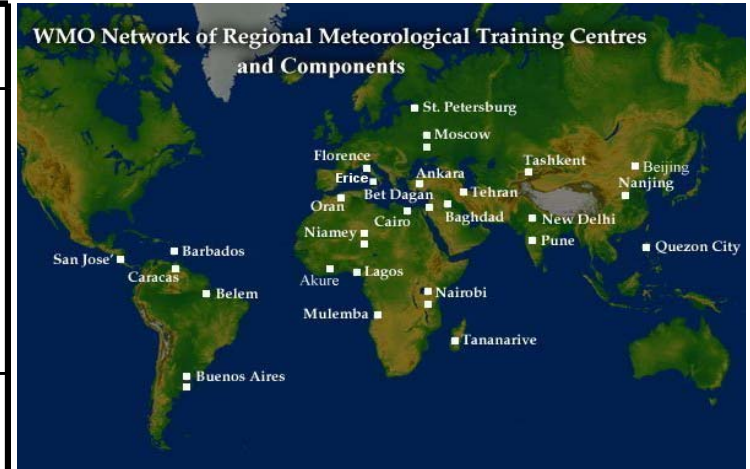 WMO Network of Regional Meteorological Training Centres
and Components
St. Petersburg
Moscow
Florence
Erice
Ankara
Tashkent
Beijing
Nanjing
Oran
Bet Dagan
Tehran
Cairo
Baghdad
New Delhi
Niamey
Pune
Quezon City
San Jose'
Barbados
Caracas
Akure
Lagos
Belem
Nairobi
Mulemba
Tananarive
Buenos Aires